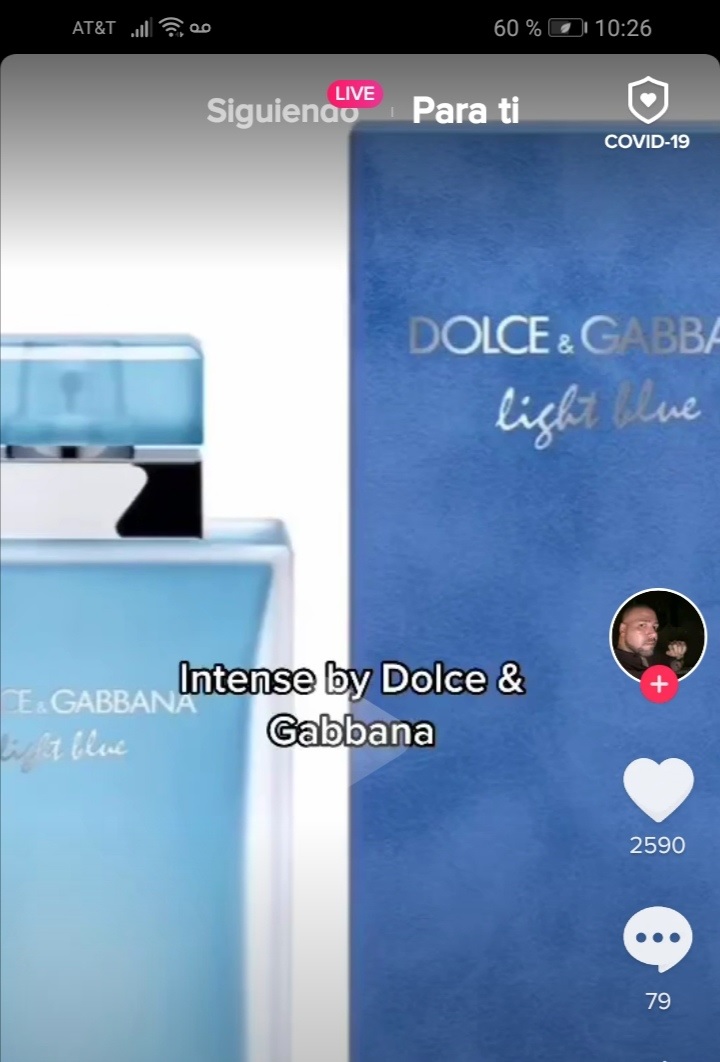 AT&T 60 % 10:26
LIVE
Siguiendo Para ti
COVID-19
DOLCE & GABBA
light blue
Intense by Dolce &
Gabbana
CE & GABBANA
light blue
2590
79